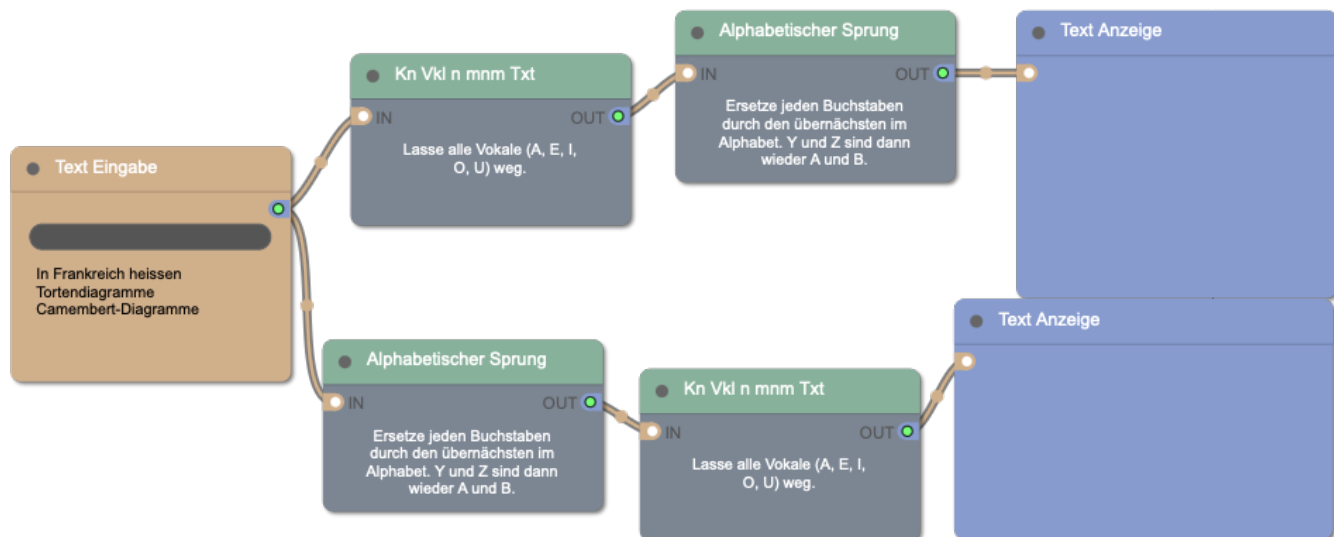 Text Eingabe
In Frankreich heissen
Tortendiagramme
Camembert-Diagramme
Kn Vkl n mnm Txt
IN
OUT
Lasse alle Vokale (A, E, I,
O, U) weg.
Alphabetischer Sprung
IN
OUT
Ersetze jeden Buchstaben
durch den übernächsten im
Alphabet. Y und Z sind dann
wieder A und B.
Text Anzeige
Alphabetischer Sprung
IN
OUT
Ersetze jeden Buchstaben
durch den übernächsten im
Alphabet. Y und Z sind dann
wieder A und B.
Kn Vkl n mnm Txt
IN
OUT
Lasse alle Vokale (A, E, I,
O, U) weg.
Text Anzeige